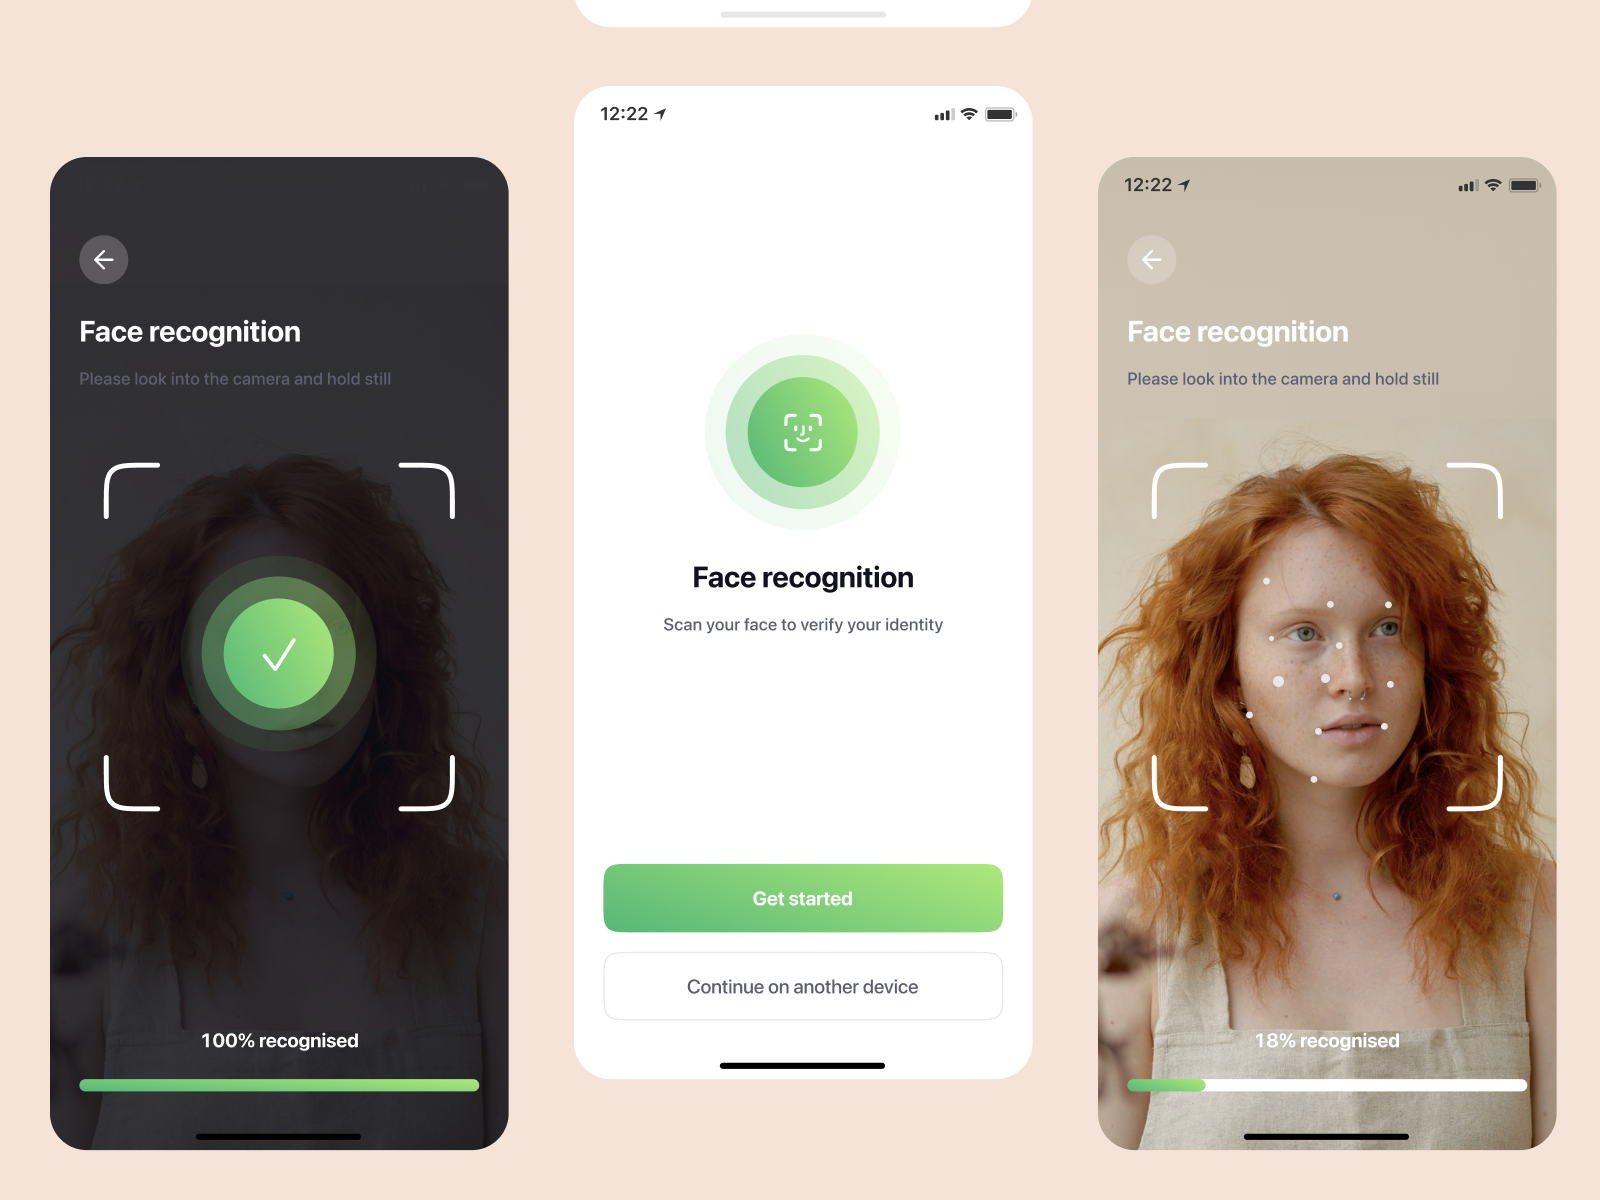 Face recognition
Please look into the camera and hold still
100% recognised
12:22
Face recognition
Scan your face to verify your identity
Get started
Continue on another device
12:22
Face recognition
Please look into the camera and hold still
18% recognised